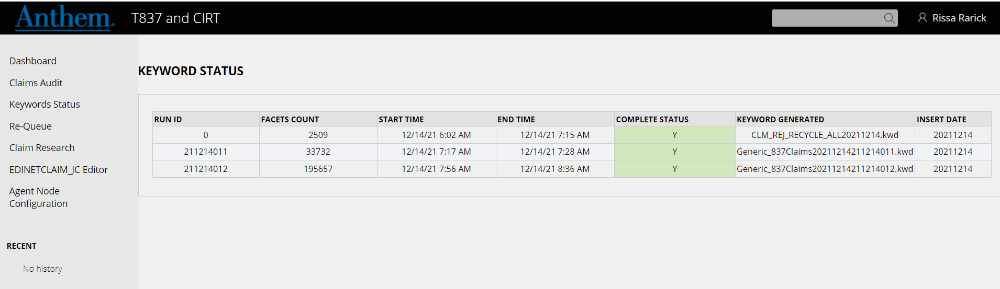 Anthem. T837 and CIRT Rissa Rarick
Dashboard
Claims Audit
Keywords Status
Re-Queue
Claim Research
EDINETCLAIM_JC Editor
Agent Node
Configuration
RECENT
No history
KEYWORD STATUS
RUN ID FACETS COUNT START TIME END TIME COMPLETE STATUS KEYWORD GENERATED INSERT DATE
0 2509 12/14/21 6:02 AM 12/14/21 7:15 AM Y CLM_REJ_RECYCLE_ALL20211214.kwd 20211214
211214011 33732 12/14/21 7:17 AM 12/14/21 7:28 AM Y Generic_837Claims20211214211214011.kwd 20211214
211214012 195657 12/14/21 7:56 AM 12/14/21 8:36 AM Y Generic_837Claims20211214211214012.kwd 20211214